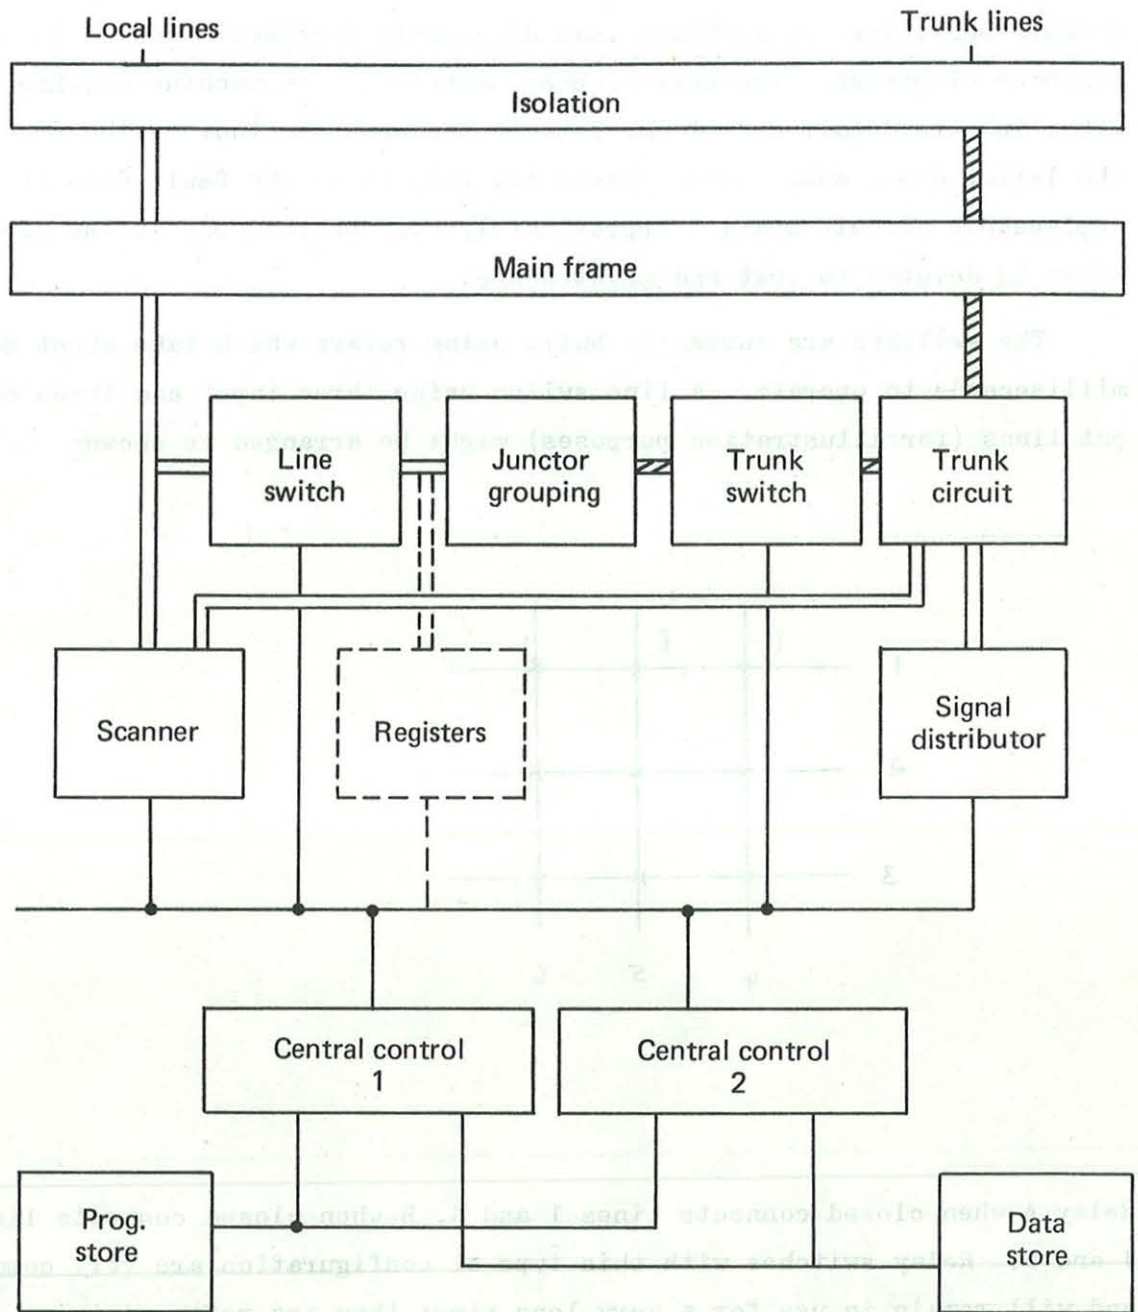 Local lines
Trunk lines
Isolation
Main frame
Line
switch
Junctor
grouping
Trunk
switch
Trunk
circuit
Scanner
Registers
Signal
distributor
Central control
1
Central control
2
Prog.
store
Data
store